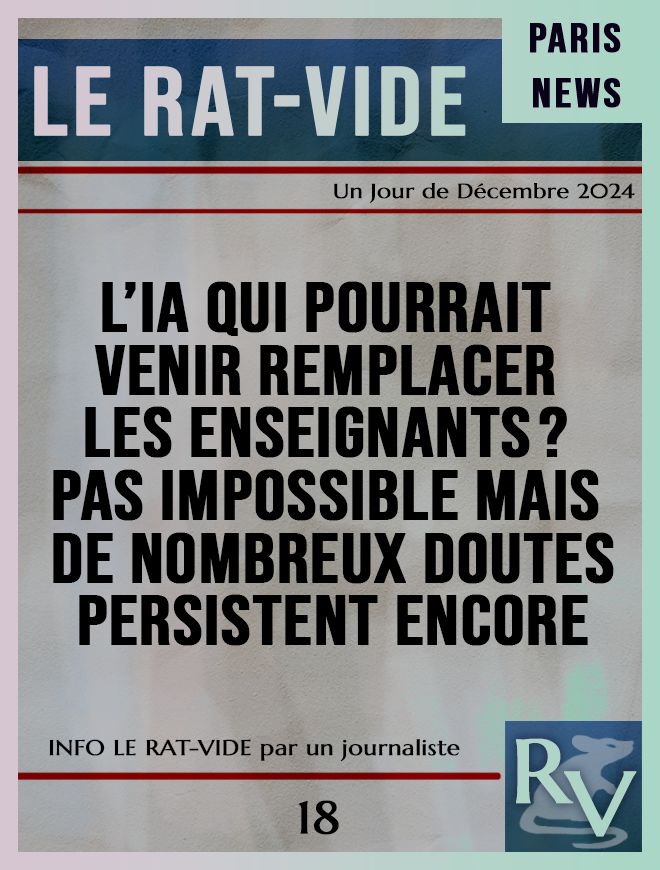 PARIS
NEWS
LE RAT-VIDE
Un Jour de Décembre 2024
L'IA QUI POURRAIT
VENIR REMPLACER
LES ENSEIGNANTS ?
PAS IMPOSSIBLE MAIS
DE NOMBREUX DOUTES
PERSISTENT ENCORE
INFO LE RAT-VIDE par un journaliste
RV
18